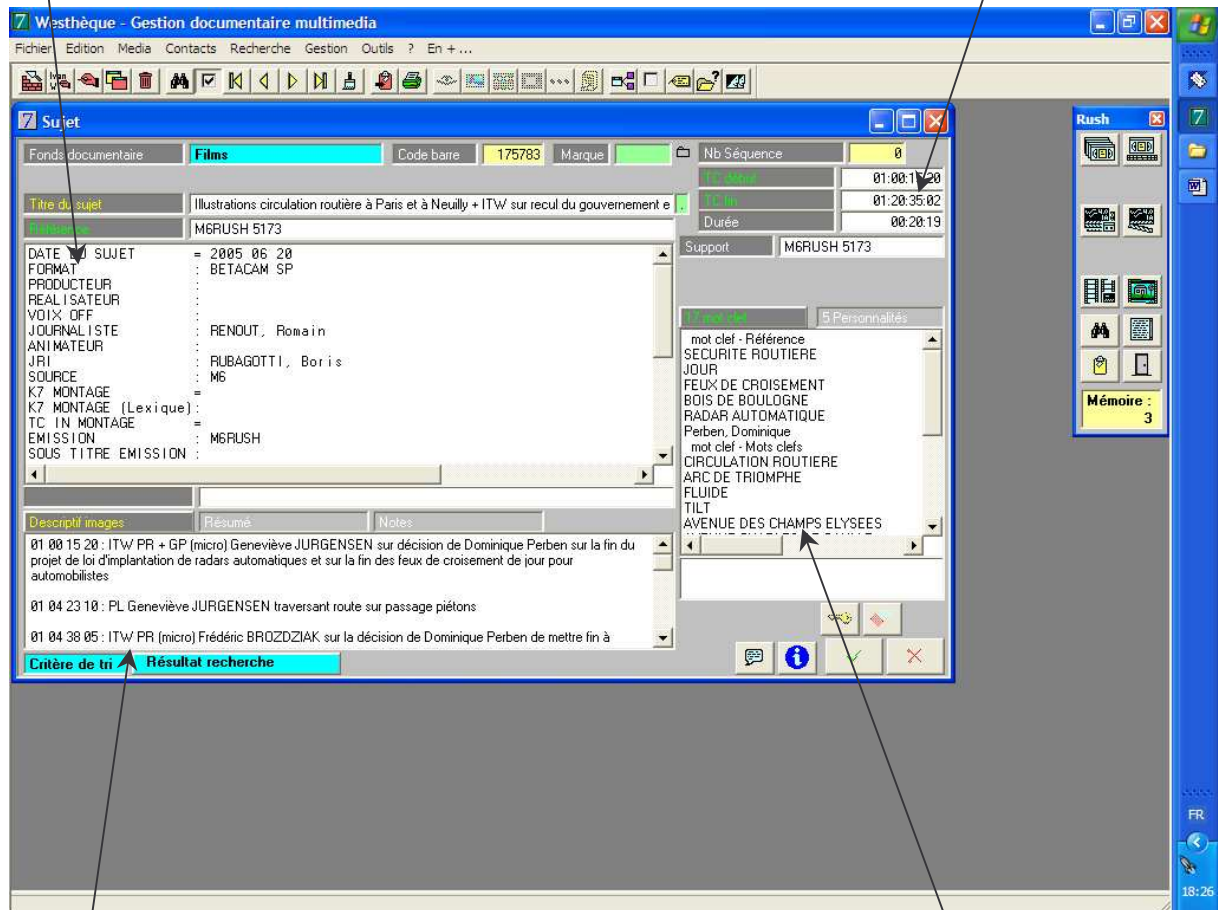 Westhèque - Gestion documentaire multimedia
Fichier Edition Media Contacts Recherche Gestion Outils ? En + ...
Sujet
Fonds documentaire Films Code barre 175783 Marque Nb Séquence 0
TC début 01:00:15:20
Titre du sujet Illustrations circulation routière à Paris et à Neuilly + ITW sur recul du gouvernement e . TC fin 01:20:35:02
Référence M6RUSH 5173 Durée 00:20:19
Support M6RUSH 5173
DATE DU SUJET = 2005 06 20
FORMAT : BETACAM SP
PRODUCTEUR :
REALISATEUR :
VOIX OFF :
JOURNALISTE : RENOUT, Romain
ANIMATEUR :
JRI : RUBAGOTTI, Boris
SOURCE : M6
K7 MONTAGE =
K7 MONTAGE (Lexique) :
TC IN MONTAGE =
EMISSION : M6RUSH
SOUS TITRE EMISSION :
17 mot clef 5 Personnalités
mot clef - Référence
SECURITE ROUTIERE
JOUR
FEUX DE CROISEMENT
BOIS DE BOULOGNE
RADAR AUTOMATIQUE
Perben, Dominique
mot clef - Mots clefs
CIRCULATION ROUTIERE
ARC DE TRIOMPHE
FLUIDE
TILT
AVENUE DES CHAMPS ELYSEES
Descriptif images Résumé Notes
01 00 15 20 : ITW PR + GP (micro) Geneviève JURGENSEN sur décision de Dominique Perben sur la fin du
projet de loi d'implantation de radars automatiques et sur la fin des feux de croisement de jour pour
automobilistes
01 04 23 10 : PL Geneviève JURGENSEN traversant route sur passage piétons
01 04 38 05 : ITW PR (micro) Frédéric BROZDZIAK sur la décision de Dominique Perben de mettre fin à
Critère de tri Résultat recherche
Rush
Mémoire :
3
FR
18:26